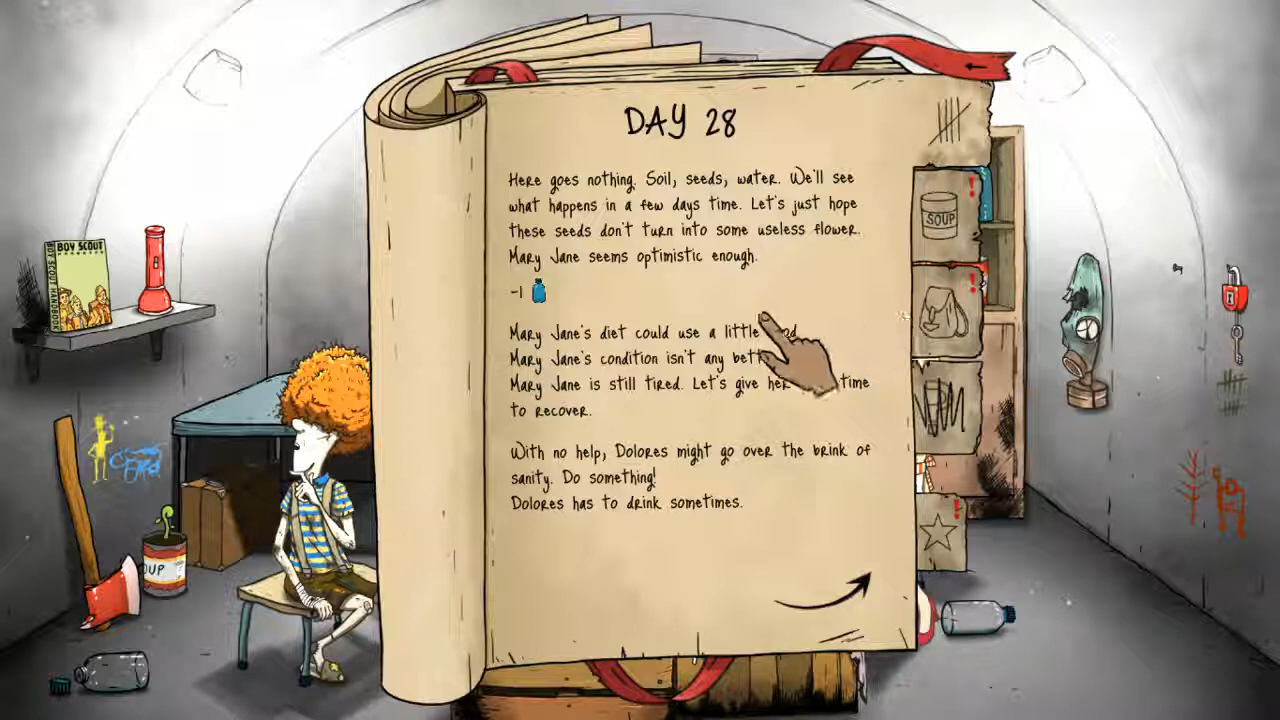 DAY 28
Here goes nothing. Soil, seeds, water. We'll see
what happens in a few days time. Let's just hope
these seeds don't turn into some useless flower.
Mary Jane seems optimistic enough.
-1
Mary Jane's diet could use a little
Mary Jane's condition isn't any
Mary Jane is still tired. Let's give her time
to recover.
With no help, Dolores might go over the brink of
sanity. Do something!
Dolores has to drink sometimes.
SOUP
!
!
!
BOY SCOUT
BOY SCOUT HANDBOOK